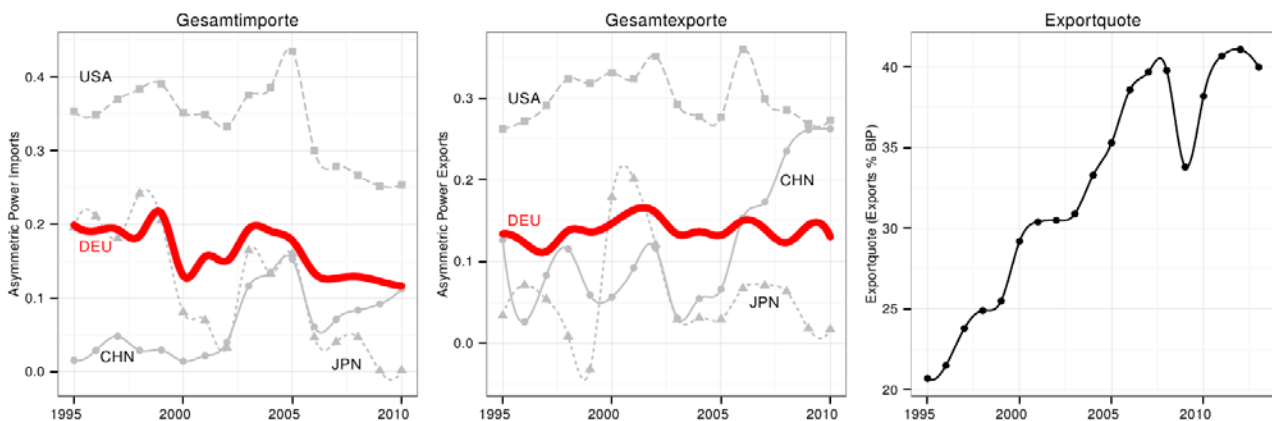 Gesamtimporte
Asymmetric Power Imports
0.4
0.3
0.2
0.1
0.0
USA
DEU
CHN
JPN
1995 2000 2005 2010
Gesamtexporte
Asymmetric Power Exports
0.3
0.2
0.1
0.0
USA
CHN
DEU
JPN
1995 2000 2005 2010
Exportquote
Exportquote (Exports % BIP)
40
35
30
25
20
1995 2000 2005 2010